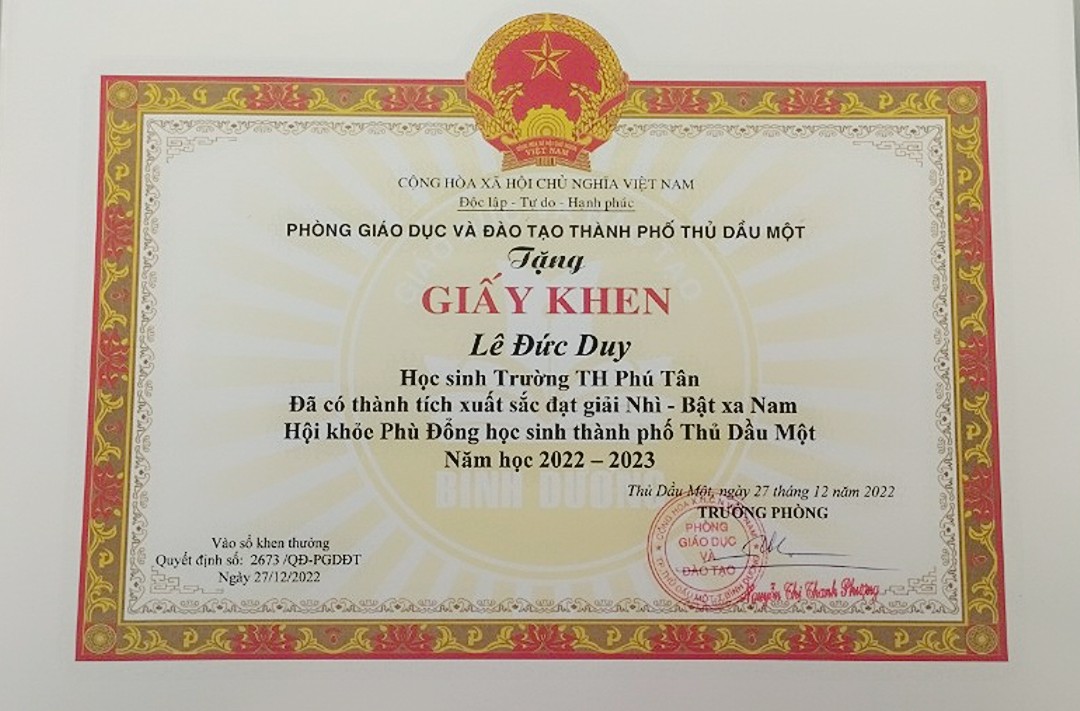 CỘNG HÒA XÃ HỘI CHỦ NGHĨA VIỆT NAM
Độc lập - Tự do - Hạnh phúc
PHÒNG GIÁO DỤC VÀ ĐÀO TẠO THÀNH PHỐ THỦ DẦU MỘT
Tặng
GIẤY KHEN
Lê Đức Duy
Học sinh Trường TH Phú Tân
Đã có thành tích xuất sắc đạt giải Nhì - Bật xa Nam
Hội khỏe Phù Đổng học sinh thành phố Thủ Dầu Một
Năm học 2022 – 2023
BÌNH DƯƠNG
Thủ Dầu Một, ngày 27 tháng 12 năm 2022
TRƯỞNG PHÒNG
PHÒNG
GIÁO DỤC
VÀ
ĐÀO TẠO
Nguyễn Thị Thanh Phượng
Vào sổ khen thưởng
Quyết định số: 2673 /QĐ-PGDĐT
Ngày 27/12/2022